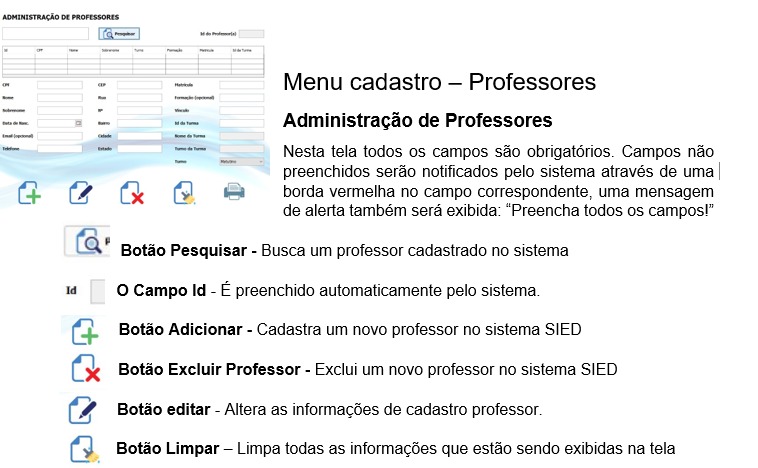 ADMINISTRAÇÃO DE PROFESSORES
Pesquisar
Id do Professor(a)
Id CPF Nome Sobrenome Turno Formação Matrícula Id da Turma
CPF CEP Matrícula
Nome Rua Formação (opcional)
Sobrenome Nº Vínculo
Data de Nasc. Bairro Id da Turma
Email (opcional) Cidade Nome da Turma
Telefone Estado Turno da Turma
Turno Matutino
Menu cadastro – Professores
Administração de Professores
Nesta tela todos os campos são obrigatórios. Campos não
preenchidos serão notificados pelo sistema através de uma
borda vermelha no campo correspondente, uma mensagem
de alerta também será exibida: “Preencha todos os campos!”
Botão Pesquisar - Busca um professor cadastrado no sistema
Id O Campo Id - É preenchido automaticamente pelo sistema.
Botão Adicionar - Cadastra um novo professor no sistema SIED
Botão Excluir Professor - Exclui um novo professor no sistema SIED
Botão editar - Altera as informações de cadastro professor.
Botão Limpar – Limpa todas as informações que estão sendo exibidas na tela